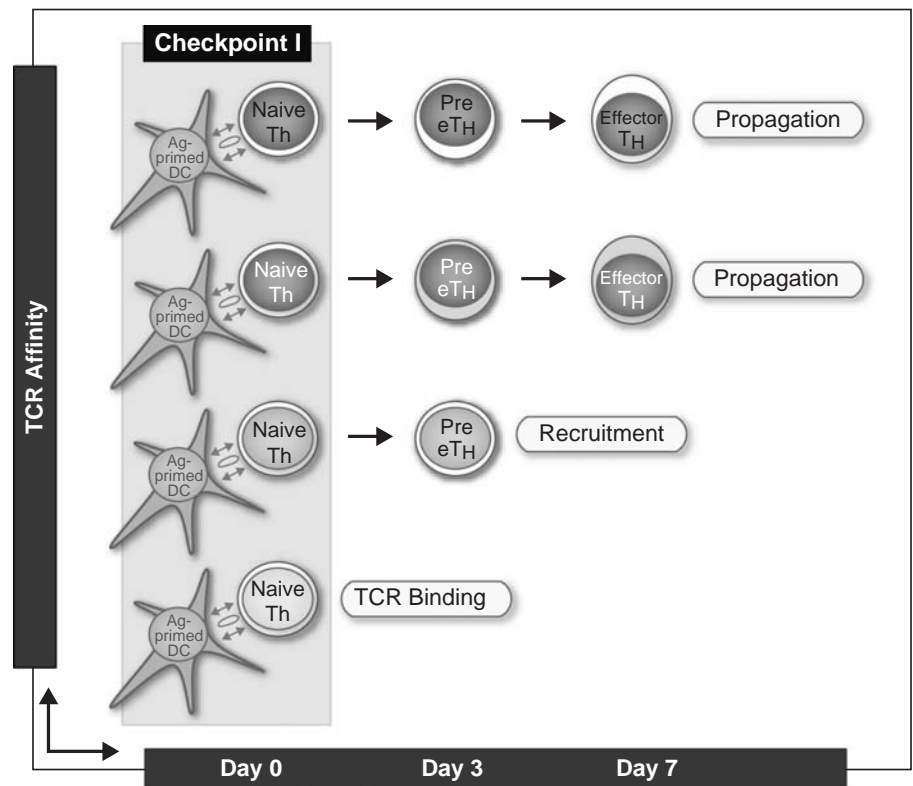 Checkpoint I
TCR Affinity
Ag-
primed
DC
Naive
Th
Pre
eTH
Effector
TH
Propagation
Ag-
primed
DC
Naive
Th
Pre
eTH
Effector
TH
Propagation
Ag-
primed
DC
Naive
Th
Pre
eTH
Recruitment
Ag-
primed
DC
Naive
Th
TCR Binding
Day 0 Day 3 Day 7